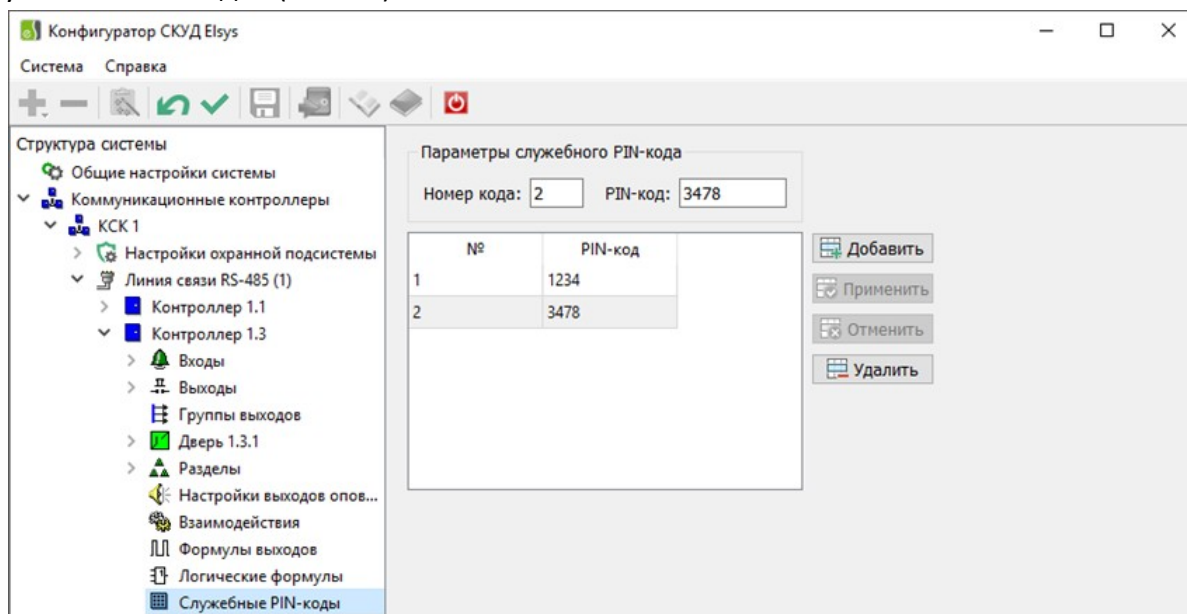 Конфигуратор СКУД Elsys
Система Справка
Структура системы
Общие настройки системы
Коммуникационные контроллеры
КСК 1
Настройки охранной подсистемы
Линия связи RS-485 (1)
Контроллер 1.1
Контроллер 1.3
Входы
Выходы
Группы выходов
Дверь 1.3.1
Разделы
Настройки выходов опов...
Взаимодействия
Формулы выходов
Логические формулы
Служебные PIN-коды
Параметры служебного PIN-кода
Номер кода: 2 PIN-код: 3478
№ PIN-код
1 1234
2 3478
Добавить
Применить
Отменить
Удалить